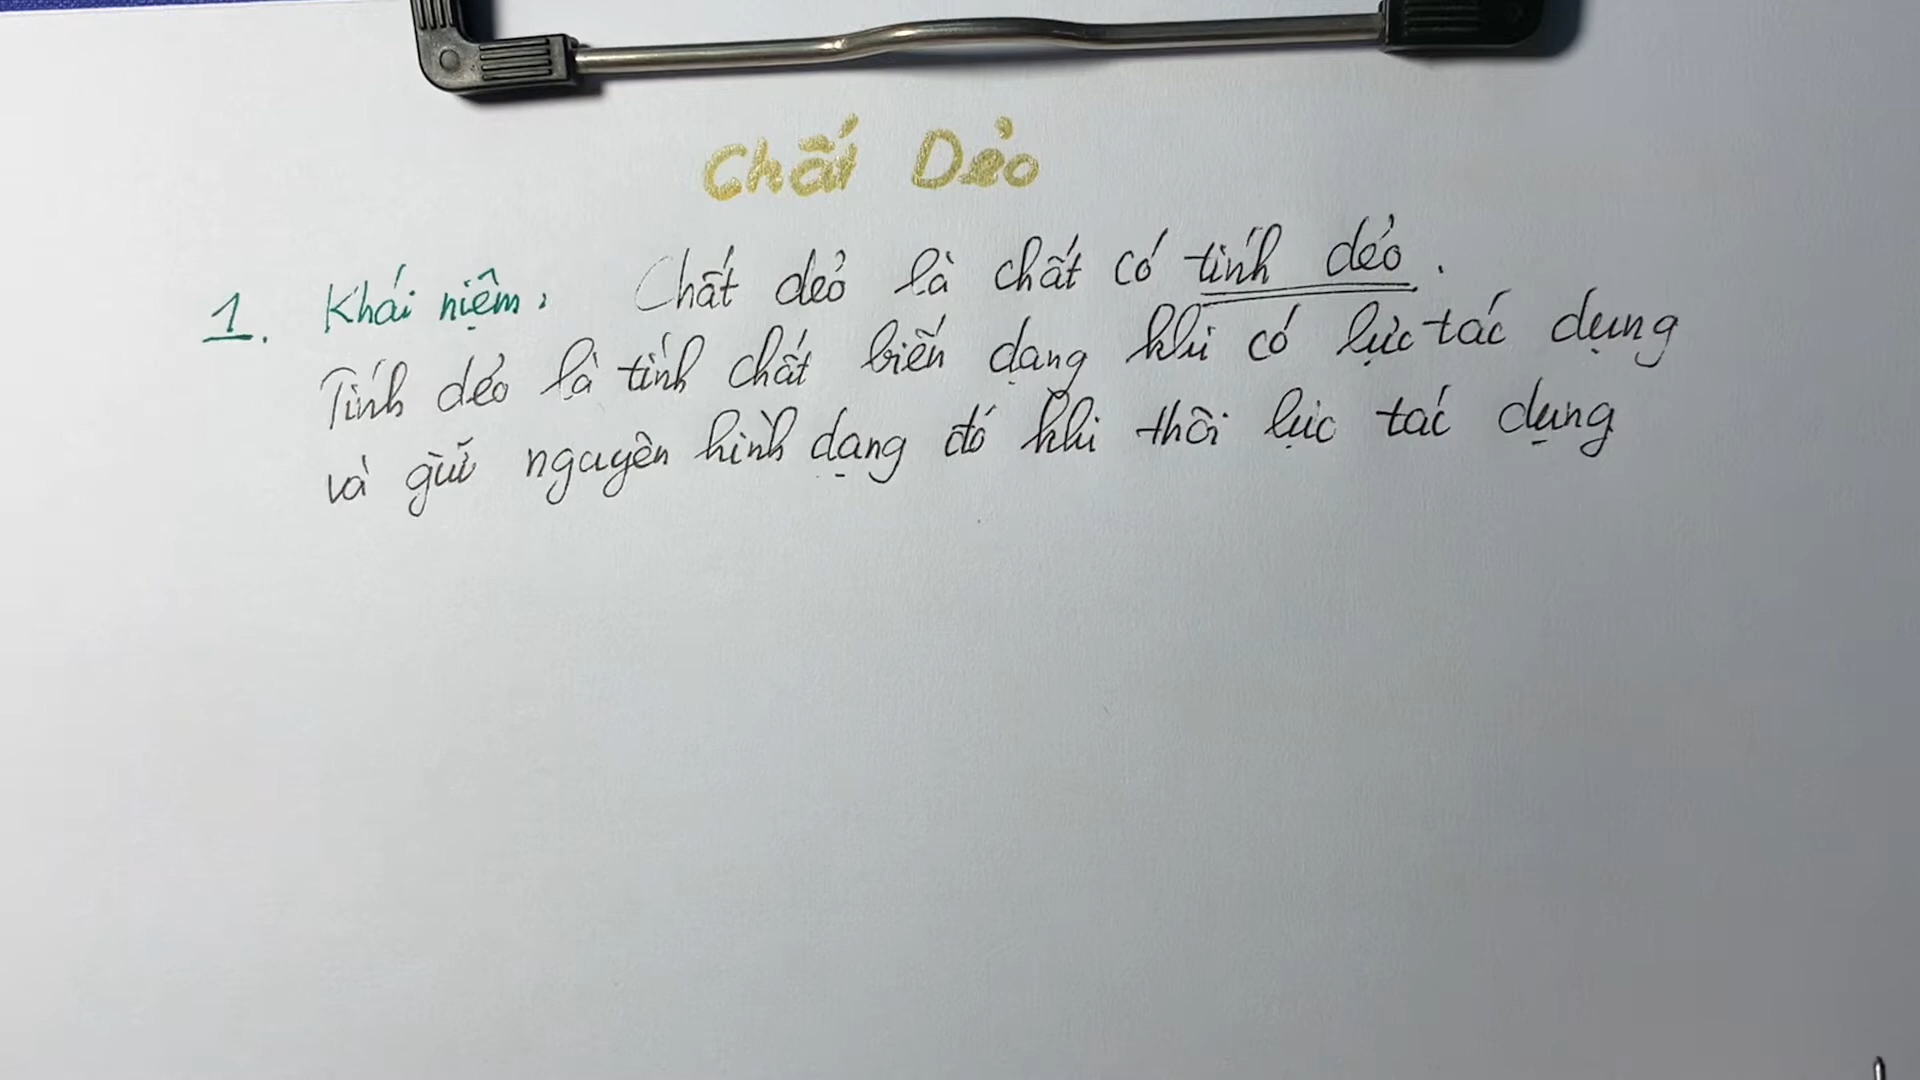 Chất Dẻo
1. Khái niệm: Chất dẻo là chất có tính dẻo.
Tính dẻo là tính chất biến dạng khi có lực tác dụng
và giữ nguyên hình dạng đó khi thôi lực tác dụng